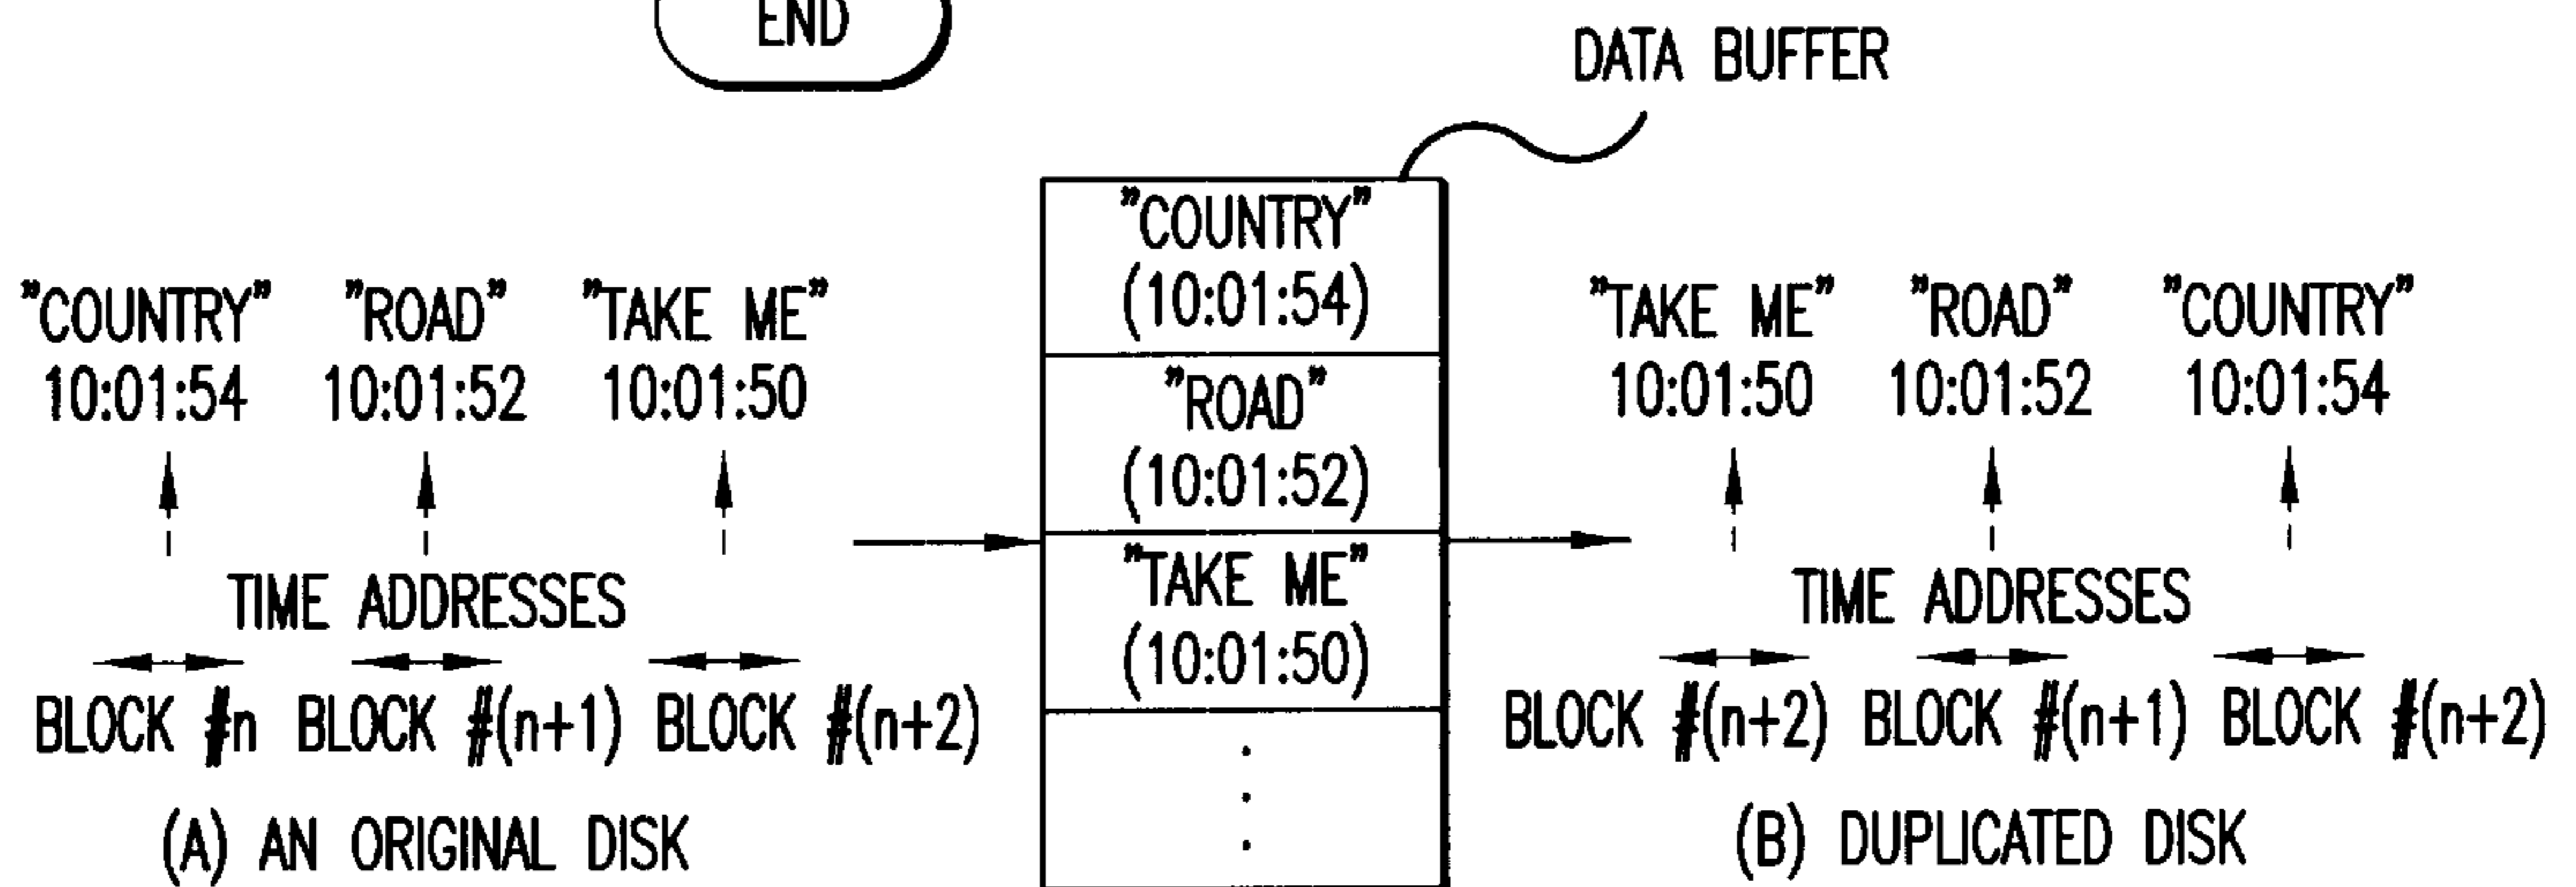 END
DATA BUFFER
"COUNTRY" "ROAD" "TAKE ME"
10:01:54 10:01:52 10:01:50
TIME ADDRESSES
BLOCK #n BLOCK #(n+1) BLOCK #(n+2)
(A) AN ORIGINAL DISK
"COUNTRY"
(10:01:54)
"ROAD"
(10:01:52)
"TAKE ME"
(10:01:50)
.
.
.
"TAKE ME" "ROAD" "COUNTRY"
10:01:50 10:01:52 10:01:54
TIME ADDRESSES
BLOCK #(n+2) BLOCK #(n+1) BLOCK #(n+2)
(B) DUPLICATED DISK